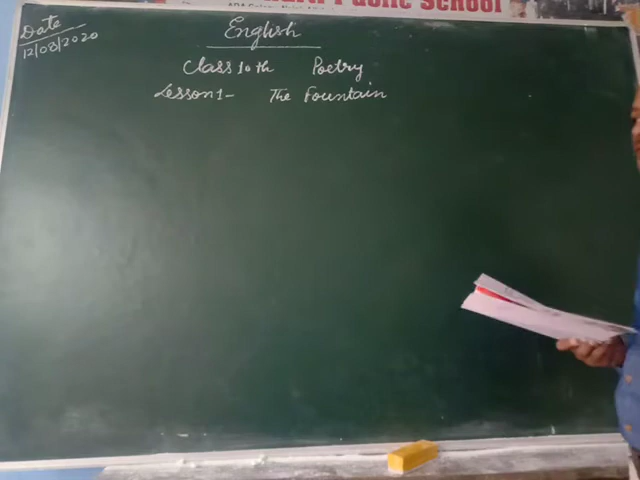 Public School
Date
12/08/2020
English
Class 10th Poetry
Lesson 1- The Fountain